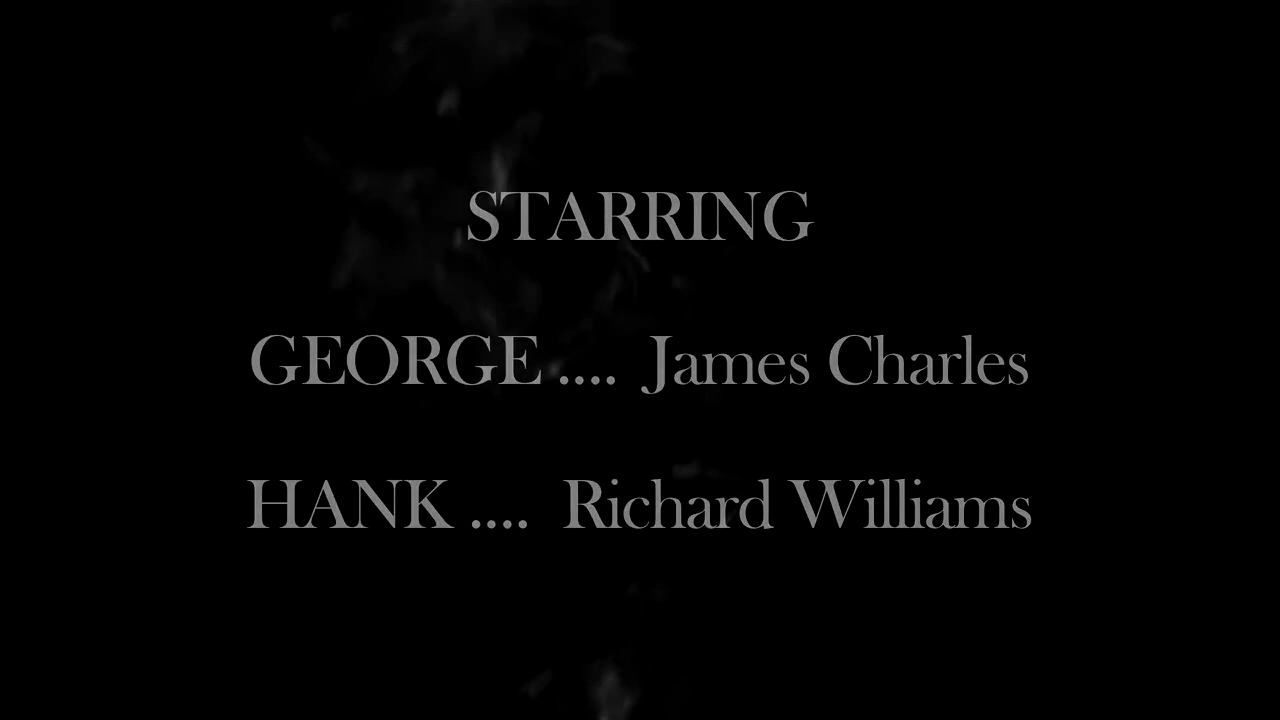 STARRING
GEORGE .... James Charles
HANK .... Richard Williams